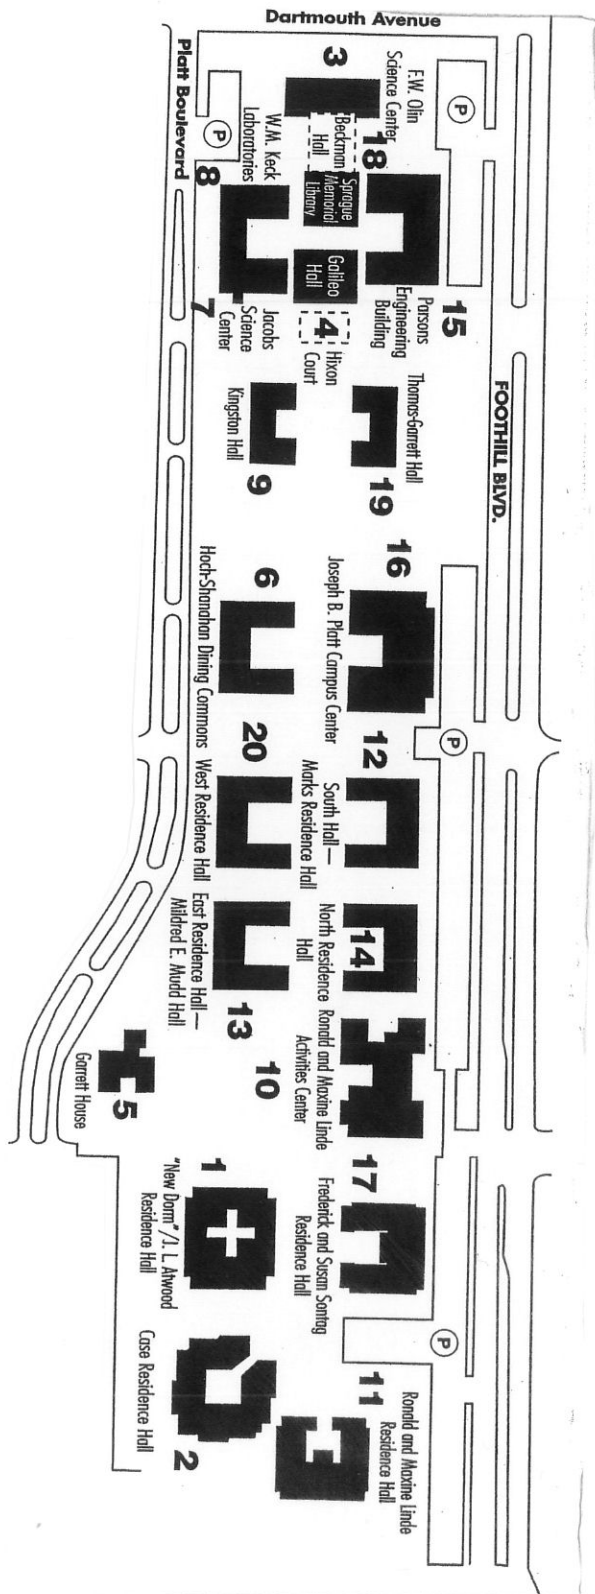 Dartmouth Avenue
Platt Boulevard
FOOTHILL BLVD.
P
P
3
F.W. Olin
Science Center
Beckman
Hall
18
Sprague
Memorial
Library
W.M. Keck
Laboratories
8
Galileo
Hall
Parsons
Engineering
Building
15
Jacobs
Science
Center
7
4
Hixon
Court
Thomas-Garrett Hall
19
Kingston Hall
9
16
Joseph B. Platt Campus Center
6
Hoch-Shanahan Dining Commons
P
12
South Hall—
Marks Residence Hall
20
West Residence Hall
14
North Residence
Hall
East Residence Hall—
Mildred E. Mudd Hall
13
10
Ronald and Maxine Linde
Activities Center
5
Garrett House
17
Frederick and Susan Sontag
Residence Hall
1
"New Dorm"/J. L. Atwood
Residence Hall
P
Case Residence Hall
2
11
Ronald and Maxine Linde
Residence Hall